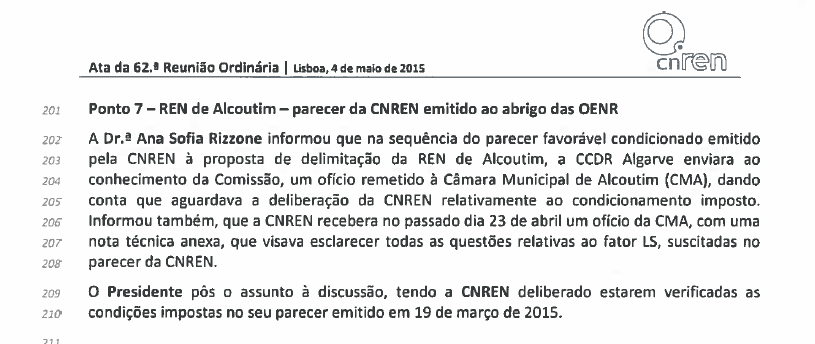 cnren
Ata da 62.ª Reunião Ordinária | Lisboa, 4 de maio de 2015
201 Ponto 7 – REN de Alcoutim – parecer da CNREN emitido ao abrigo das OENR
202 A Dr.ª Ana Sofia Rizzone informou que na sequência do parecer favorável condicionado emitido
203 pela CNREN à proposta de delimitação da REN de Alcoutim, a CCDR Algarve enviara ao
204 conhecimento da Comissão, um ofício remetido à Câmara Municipal de Alcoutim (CMA), dando
205 conta que aguardava a deliberação da CNREN relativamente ao condicionamento imposto.
206 Informou também, que a CNREN recebera no passado dia 23 de abril um ofício da CMA, com uma
207 nota técnica anexa, que visava esclarecer todas as questões relativas ao fator LS, suscitadas no
208 parecer da CNREN.
209 O Presidente pôs o assunto à discussão, tendo a CNREN deliberado estarem verificadas as
210 condições impostas no seu parecer emitido em 19 de março de 2015.
211